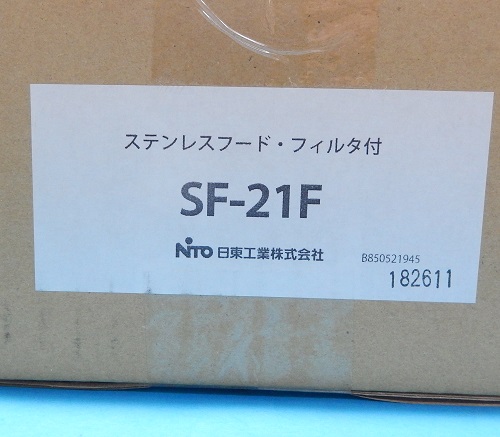 ステンレスフード・フィルタ付
SF-21F
NITO 日東工業株式会社
B850521945
182611